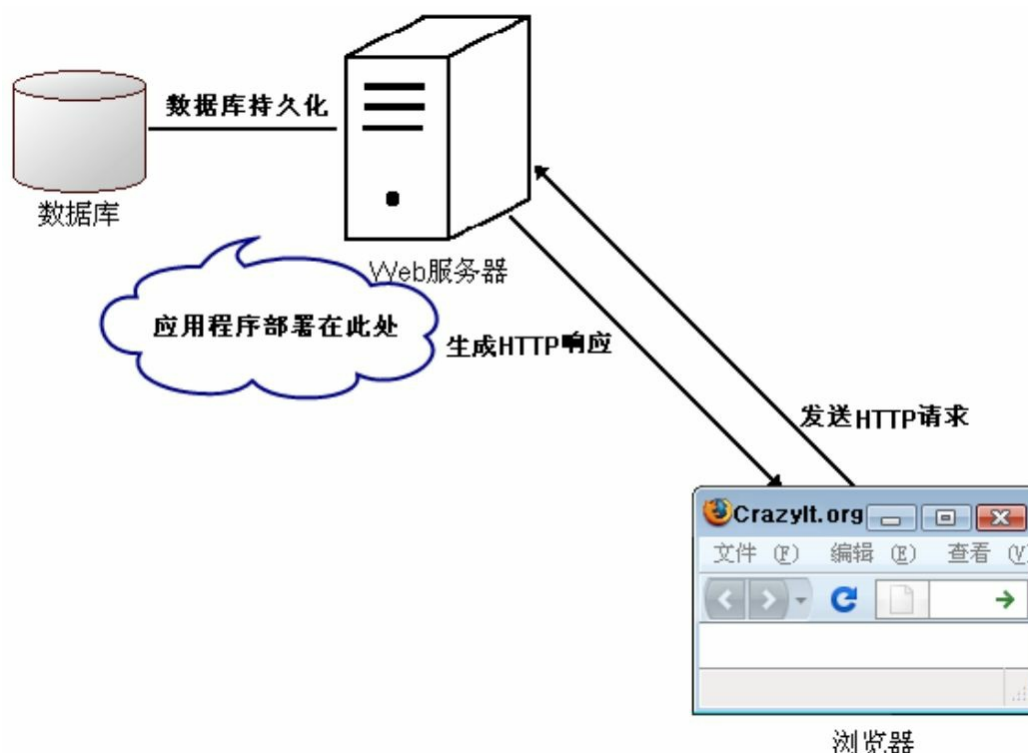 数据库持久化
数据库
Web服务器
应用程序部署在此处
生成HTTP响应
发送HTTP请求
CrazyIt.org
文件 (F) 编辑 (E) 查看 (V)
浏览器